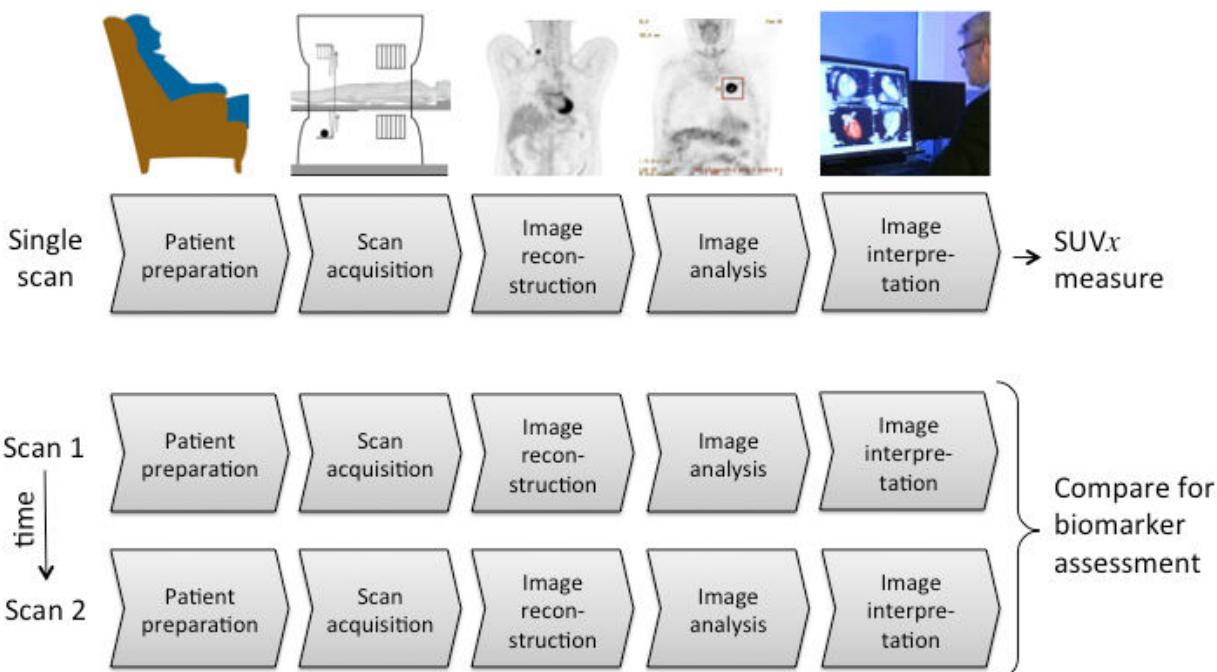 Single
scan
Patient
preparation
Scan
acquisition
Image
recon-
struction
Image
analysis
Image
interpre-
tation
SUVx
measure
Scan 1
time
Scan 2
Patient
preparation
Scan
acquisition
Image
recon-
struction
Image
analysis
Image
interpre-
tation
Patient
preparation
Scan
acquisition
Image
recon-
struction
Image
analysis
Image
interpre-
tation
Compare for
biomarker
assessment